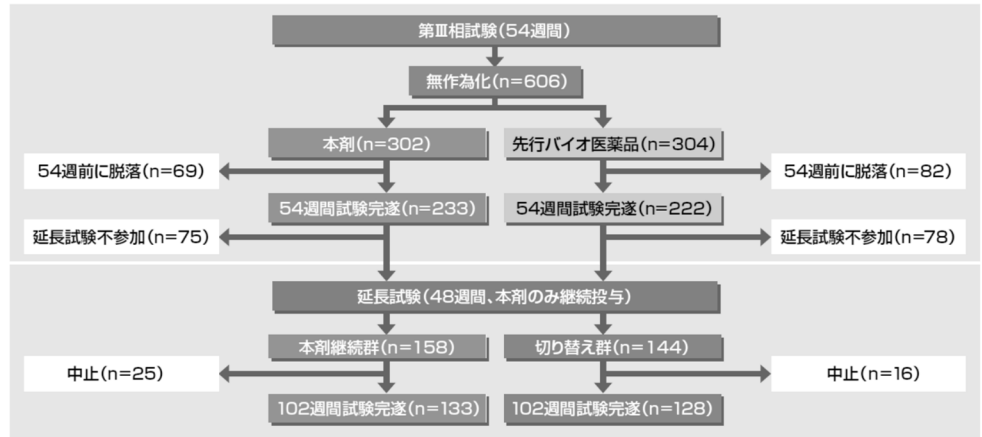 第Ⅲ相試験(54週間)
無作為化(n=606)
本剤(n=302)
先行バイオ医薬品(n=304)
54週前に脱落(n=69)
54週前に脱落(n=82)
54週間試験完遂(n=233)
54週間試験完遂(n=222)
延長試験不参加(n=75)
延長試験不参加(n=78)
延長試験(48週間、本剤のみ継続投与)
本剤継続群(n=158)
切り替え群(n=144)
中止(n=25)
中止(n=16)
102週間試験完遂(n=133)
102週間試験完遂(n=128)